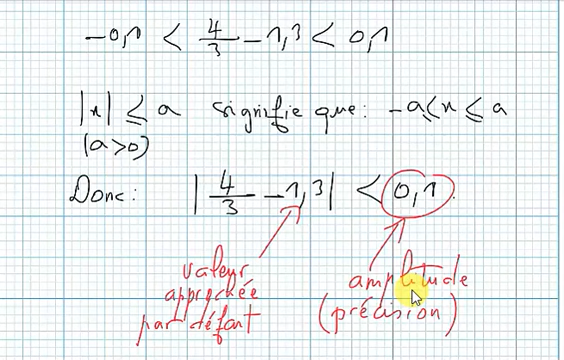 -0,1 < 4/3 - 1,3 < 0,1
|x| ≤ a signifie que: -a ≤ x ≤ a
(a>0)
Donc: |4/3 - 1,3| < 0,1.
valeur
approchée
par défaut
amplitude
(précision)